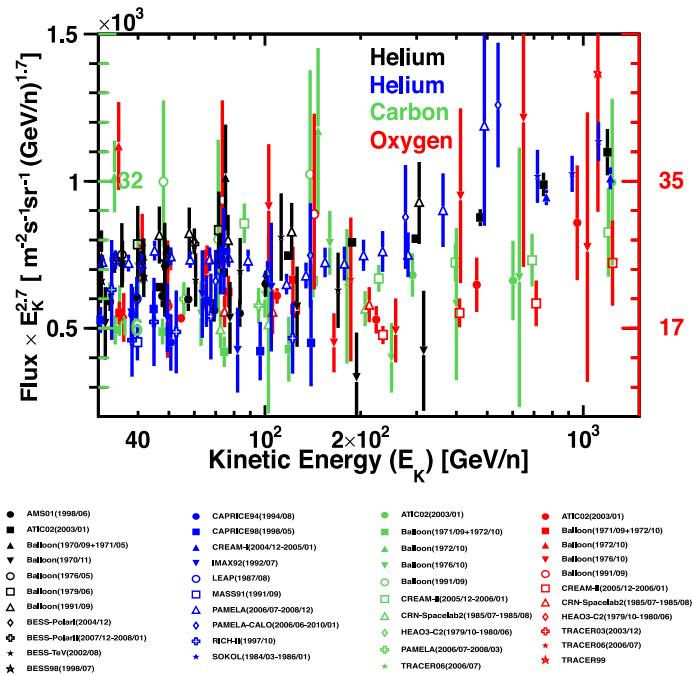 ×10³
1.5
1
0.5
Flux × E_K^2.7 [ m⁻²s⁻¹sr⁻¹ (GeV/n)^1.7]
Helium
Helium
Carbon
Oxygen
32
16
35
17
40
10²
2×10²
10³
Kinetic Energy (E_K) [GeV/n]
AMS01(1998/06)
ATIC02(2003/01)
Balloon(1970/09+1971/05)
Balloon(1970/11)
Balloon(1976/05)
Balloon(1979/06)
Balloon(1991/09)
BESS-PolarI(2004/12)
BESS-PolarII(2007/12-2008/01)
BESS-TeV(2002/08)
BESS98(1998/07)
CAPRICE94(1994/08)
CAPRICE98(1998/05)
CREAM-I(2004/12-2005/01)
IMAX92(1992/07)
LEAP(1987/08)
MASS91(1991/09)
PAMELA(2006/07-2008/12)
PAMELA-CALO(2006/06-2010/01)
RICH-II(1997/10)
SOKOL(1984/03-1986/01)
ATIC02(2003/01)
Balloon(1971/09+1972/10)
Balloon(1972/10)
Balloon(1976/10)
Balloon(1991/09)
CREAM-II(2005/12-2006/01)
CRN-Spacelab2(1985/07-1985/08)
HEAO3-C2(1979/10-1980/06)
PAMELA(2006/07-2008/03)
TRACER06(2006/07)
ATIC02(2003/01)
Balloon(1971/09+1972/10)
Balloon(1972/10)
Balloon(1976/10)
Balloon(1991/09)
CREAM-II(2005/12-2006/01)
CRN-Spacelab2(1985/07-1985/08)
HEAO3-C2(1979/10-1980/06)
TRACER03(2003/12)
TRACER06(2006/07)
TRACER99